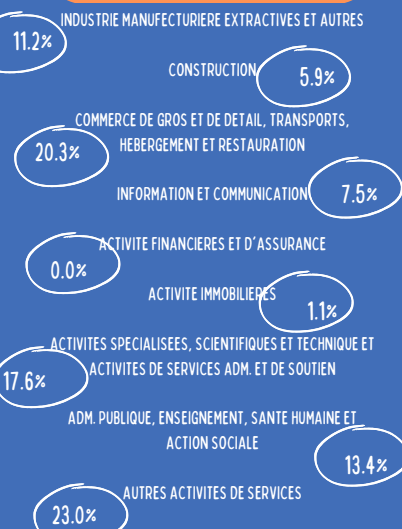 INDUSTRIE MANUFECTURIERE EXTRACTIVES ET AUTRES
11.2%
CONSTRUCTION
5.9%
COMMERCE DE GROS ET DE DETAIL, TRANSPORTS,
HEBERGEMENT ET RESTAURATION
20.3%
INFORMATION ET COMMUNICATION
7.5%
ACTIVITE FINANCIERES ET D'ASSURANCE
0.0%
ACTIVITE IMMOBILIERES
1.1%
ACTIVITES SPECIALISEES, SCIENTIFIQUES ET TECHNIQUE ET
ACTIVITES DE SERVICES ADM. ET DE SOUTIEN
17.6%
ADM. PUBLIQUE, ENSEIGNEMENT, SANTE HUMAINE ET
ACTION SOCIALE
13.4%
AUTRES ACTIVITES DE SERVICES
23.0%